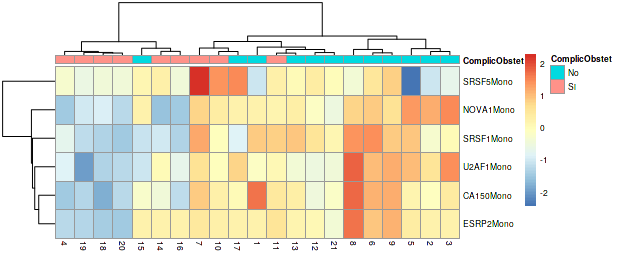 ComplicObstet
SRSF5Mono
NOVA1Mono
SRSF1Mono
U2AF1Mono
CA150Mono
ESRP2Mono
4 19 18 20 15 14 16 7 10 17 1 11 13 12 21 8 6 9 5 2 3
2
1
0
-1
-2
ComplicObstet
No
SI